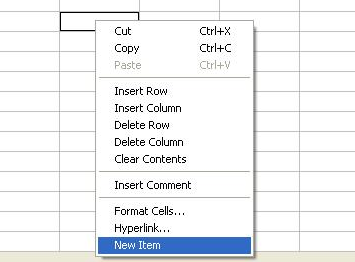 Cut Ctrl+X
Copy Ctrl+C
Paste Ctrl+V
Insert Row
Insert Column
Delete Row
Delete Column
Clear Contents
Insert Comment
Format Cells...
Hyperlink...
New Item